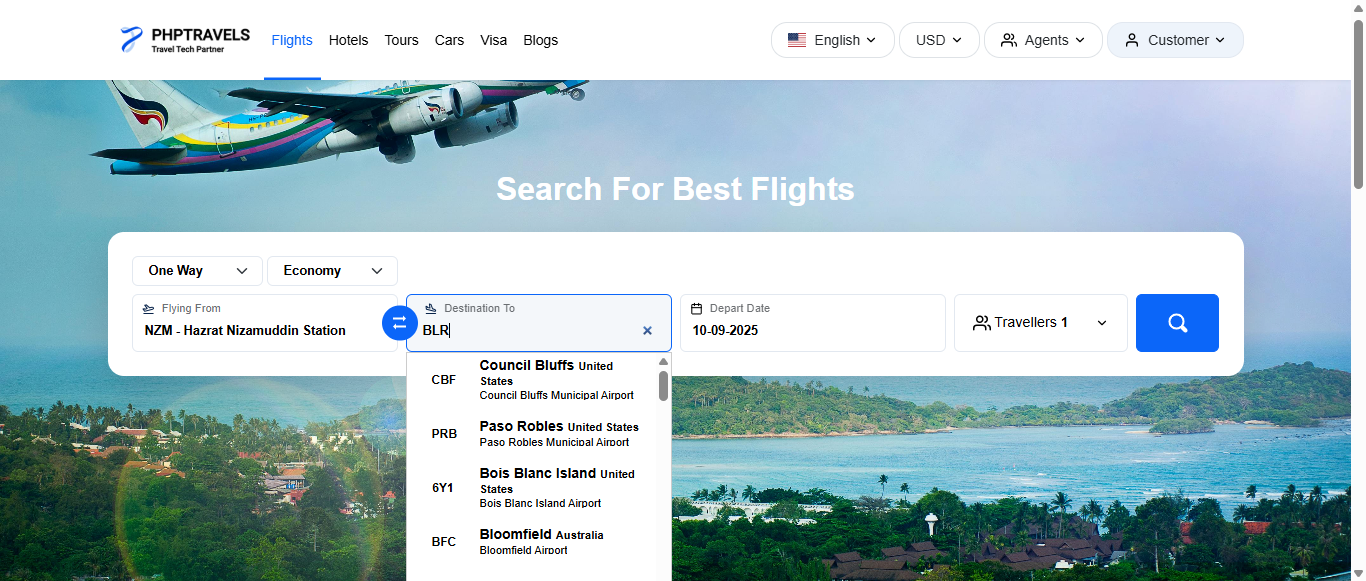 PHPTRAVELS
Travel Tech Partner
Flights Hotels Tours Cars Visa Blogs
English USD Agents Customer
Search For Best Flights
One Way Economy
Flying From
NZM - Hazrat Nizamuddin Station
Destination To
BLR
Depart Date
10-09-2025
Travellers 1
CBF
Council Bluffs United
States
Council Bluffs Municipal Airport
PRB
Paso Robles United States
Paso Robles Municipal Airport
6Y1
Bois Blanc Island United
States
Bois Blanc Island Airport
BFC
Bloomfield Australia
Bloomfield Airport